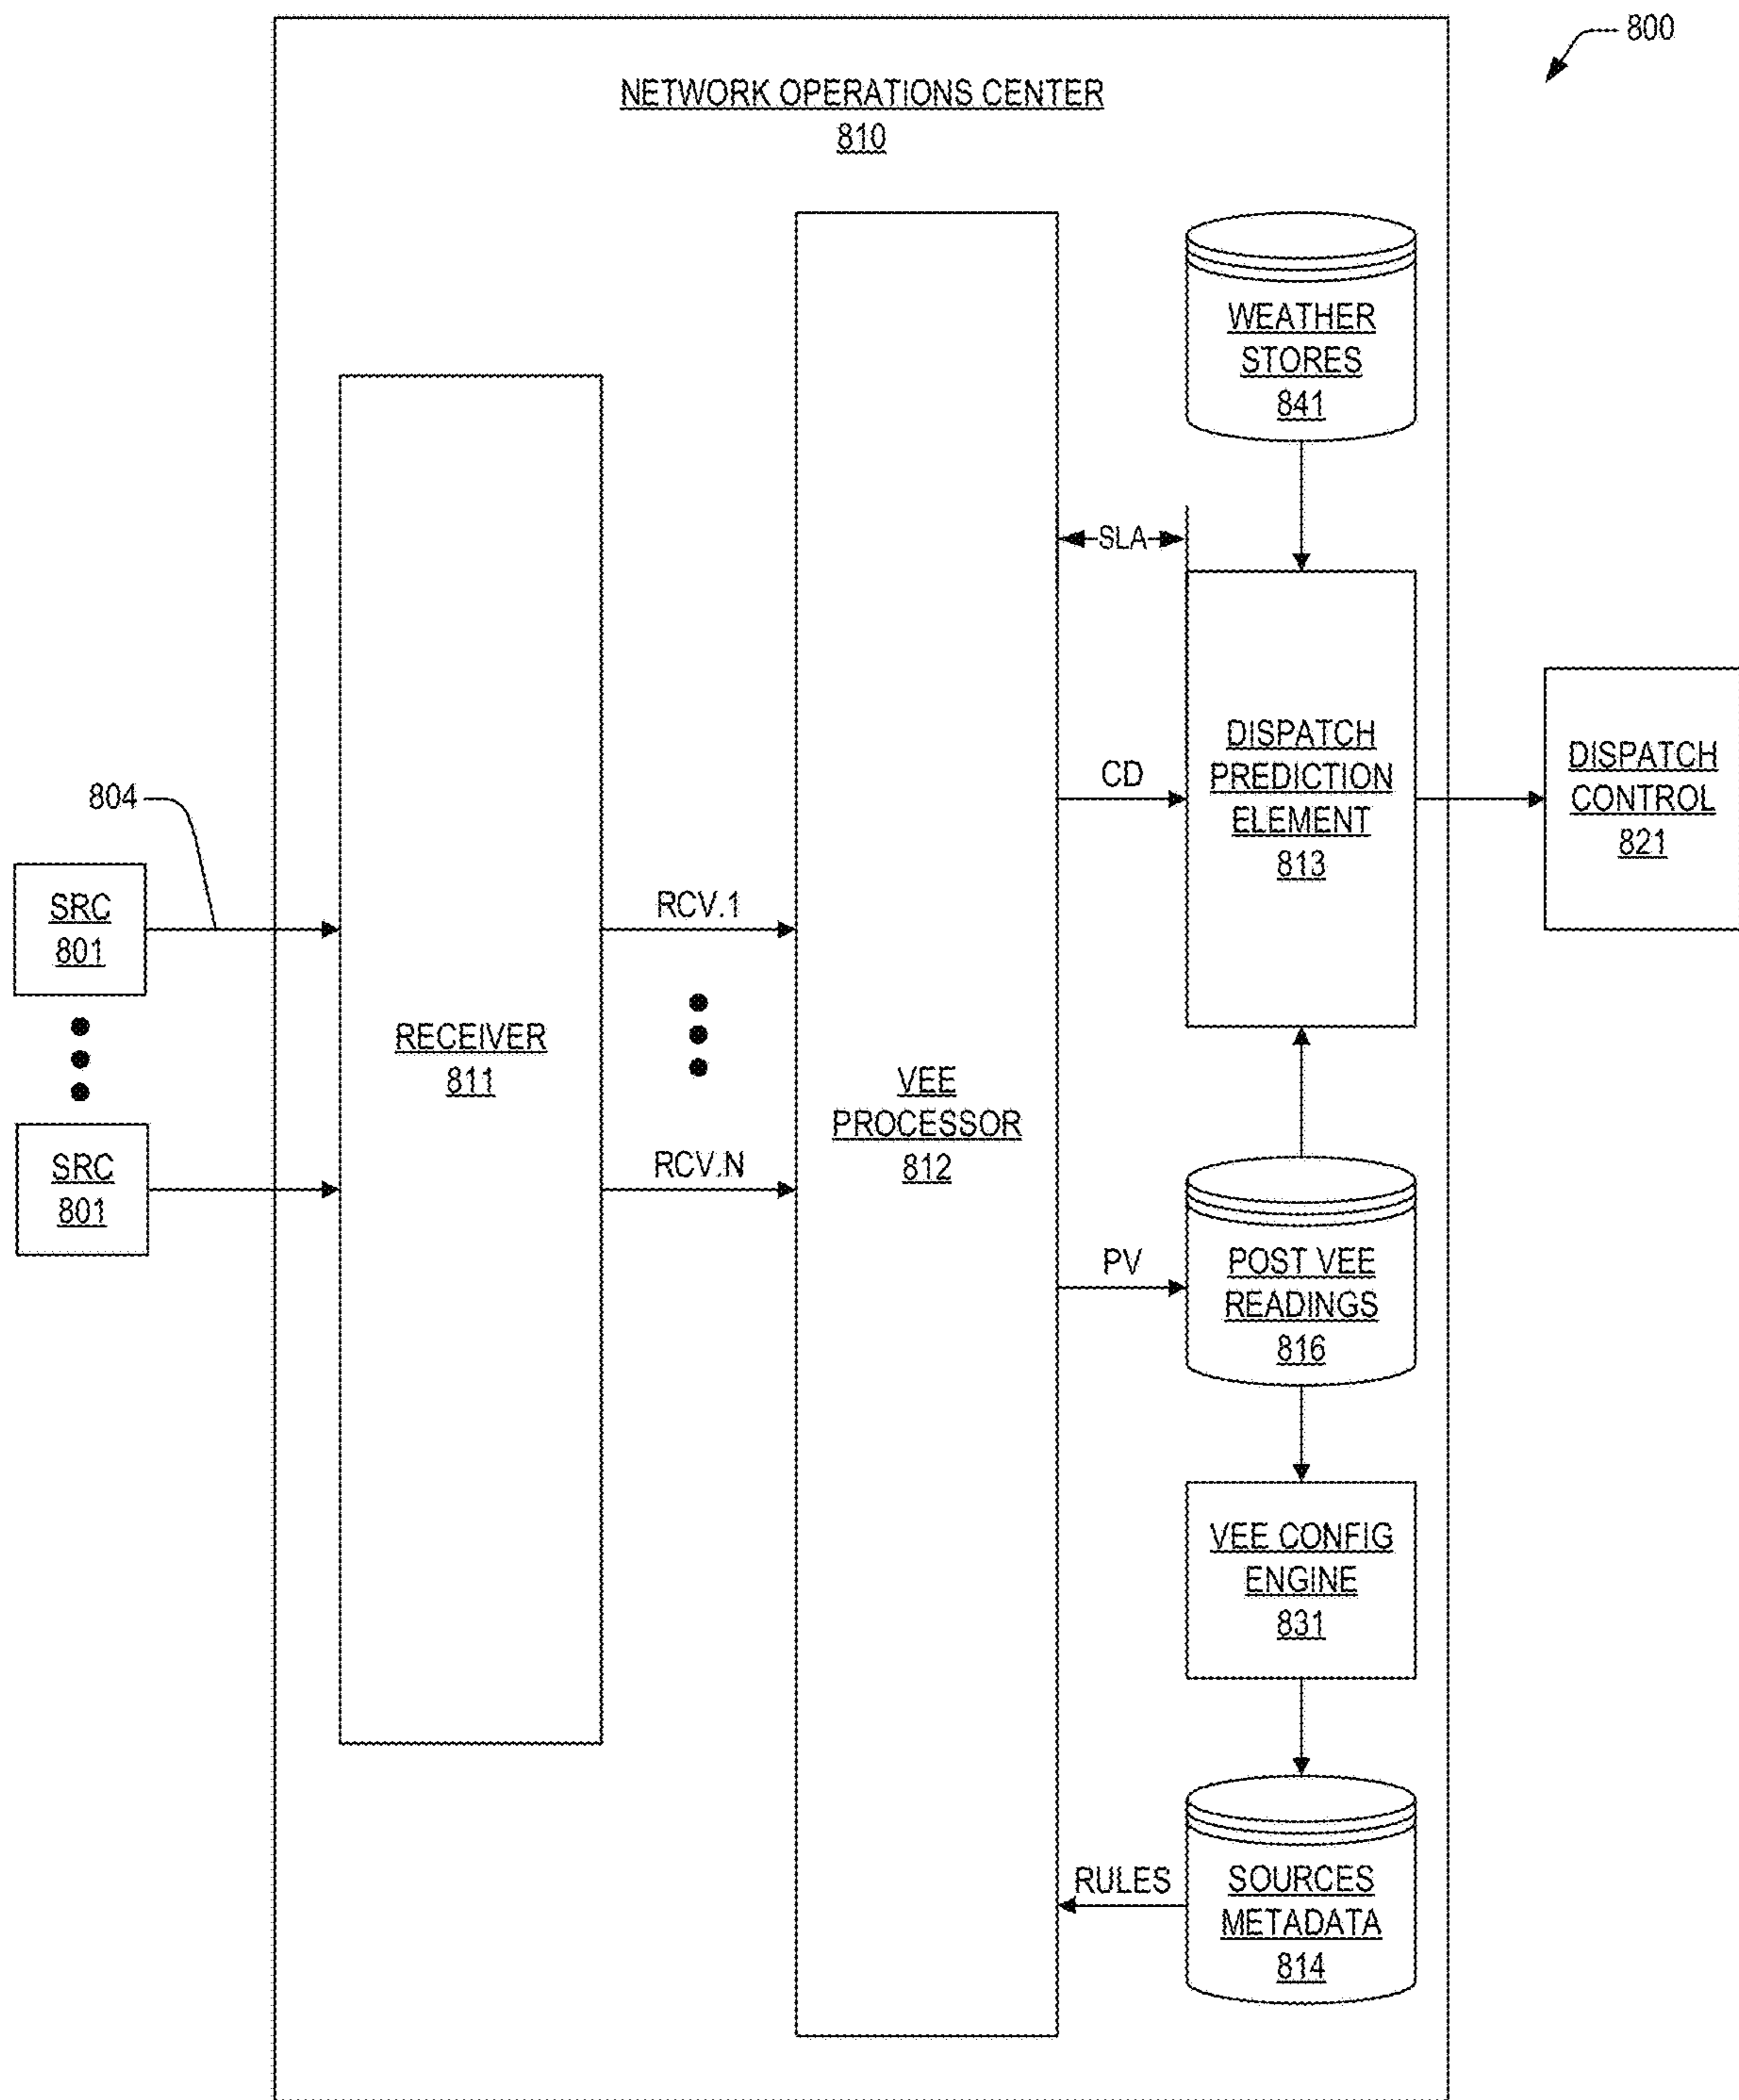 800
NETWORK OPERATIONS CENTER
810
WEATHER
STORES
841
SLA
DISPATCH
PREDICTION
ELEMENT
813
DISPATCH
CONTROL
821
CD
804
SRC
801
RCV.1
RECEIVER
811
VEE
PROCESSOR
812
SRC
801
RCV.N
PV
POST VEE
READINGS
816
VEE CONFIG
ENGINE
831
RULES
SOURCES
METADATA
814